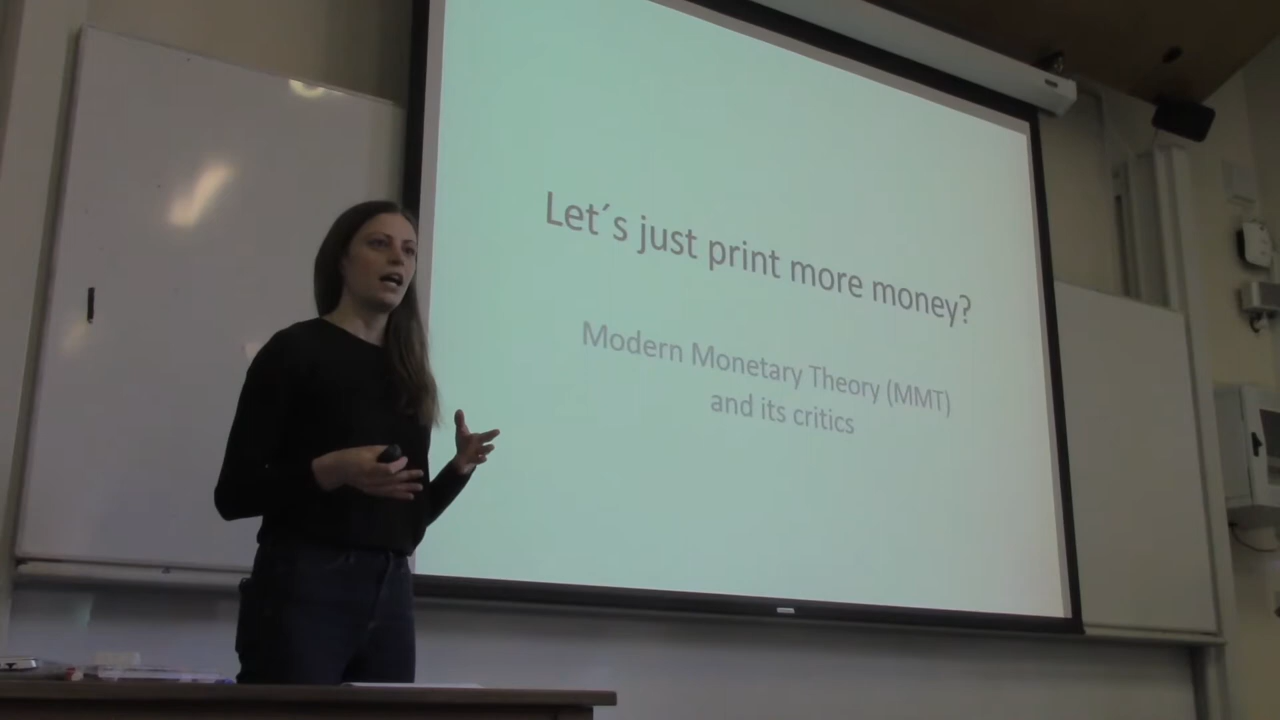 Let´s just print more money?
Modern Monetary Theory (MMT)
and its critics